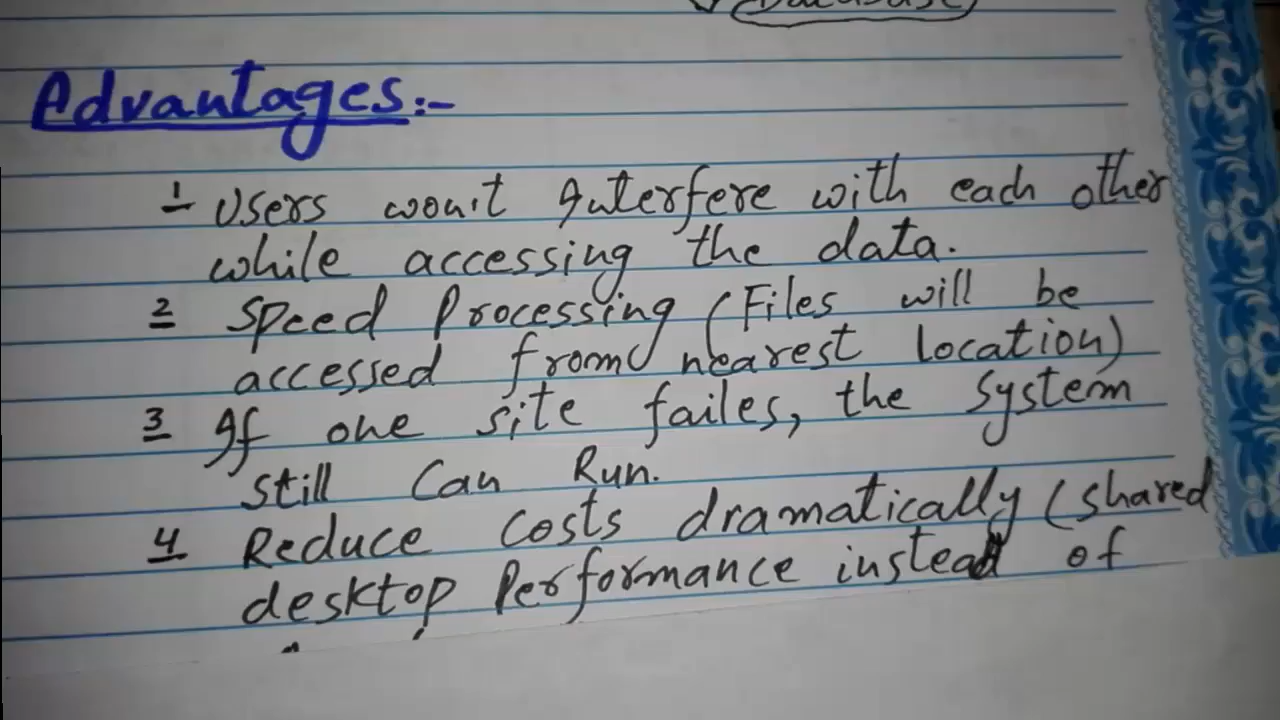 Database
Advantages:-
1 Users won't Interfere with each other
while accessing the data.
2 Speed Processing (Files will be
accessed from nearest location)
3 If one site failes, the system
still Can Run.
4 Reduce Costs dramatically (shared
desktop Performance instead of